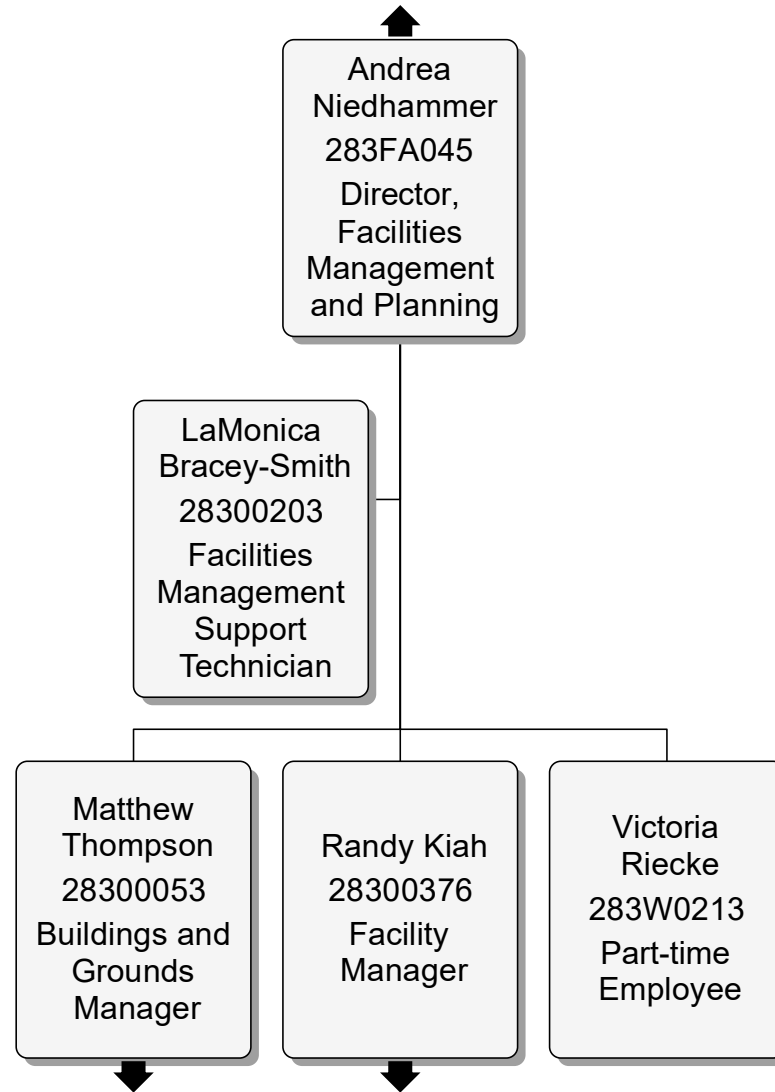 Andrea
Niedhammer
283FA045
Director,
Facilities
Management
and Planning
LaMonica
Bracey-Smith
28300203
Facilities
Management
Support
Technician
Matthew
Thompson
28300053
Buildings and
Grounds
Manager
Randy Kiah
28300376
Facility
Manager
Victoria
Riecke
283W0213
Part-time
Employee